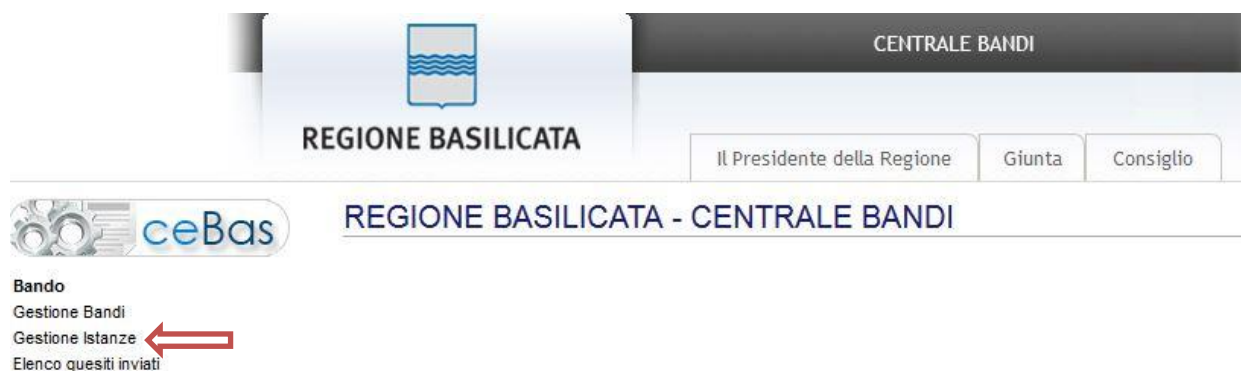 CENTRALE BANDI
REGIONE BASILICATA
Il Presidente della Regione
Giunta
Consiglio
ceBas
REGIONE BASILICATA - CENTRALE BANDI
Bando
Gestione Bandi
Gestione Istanze
Elenco quesiti inviati